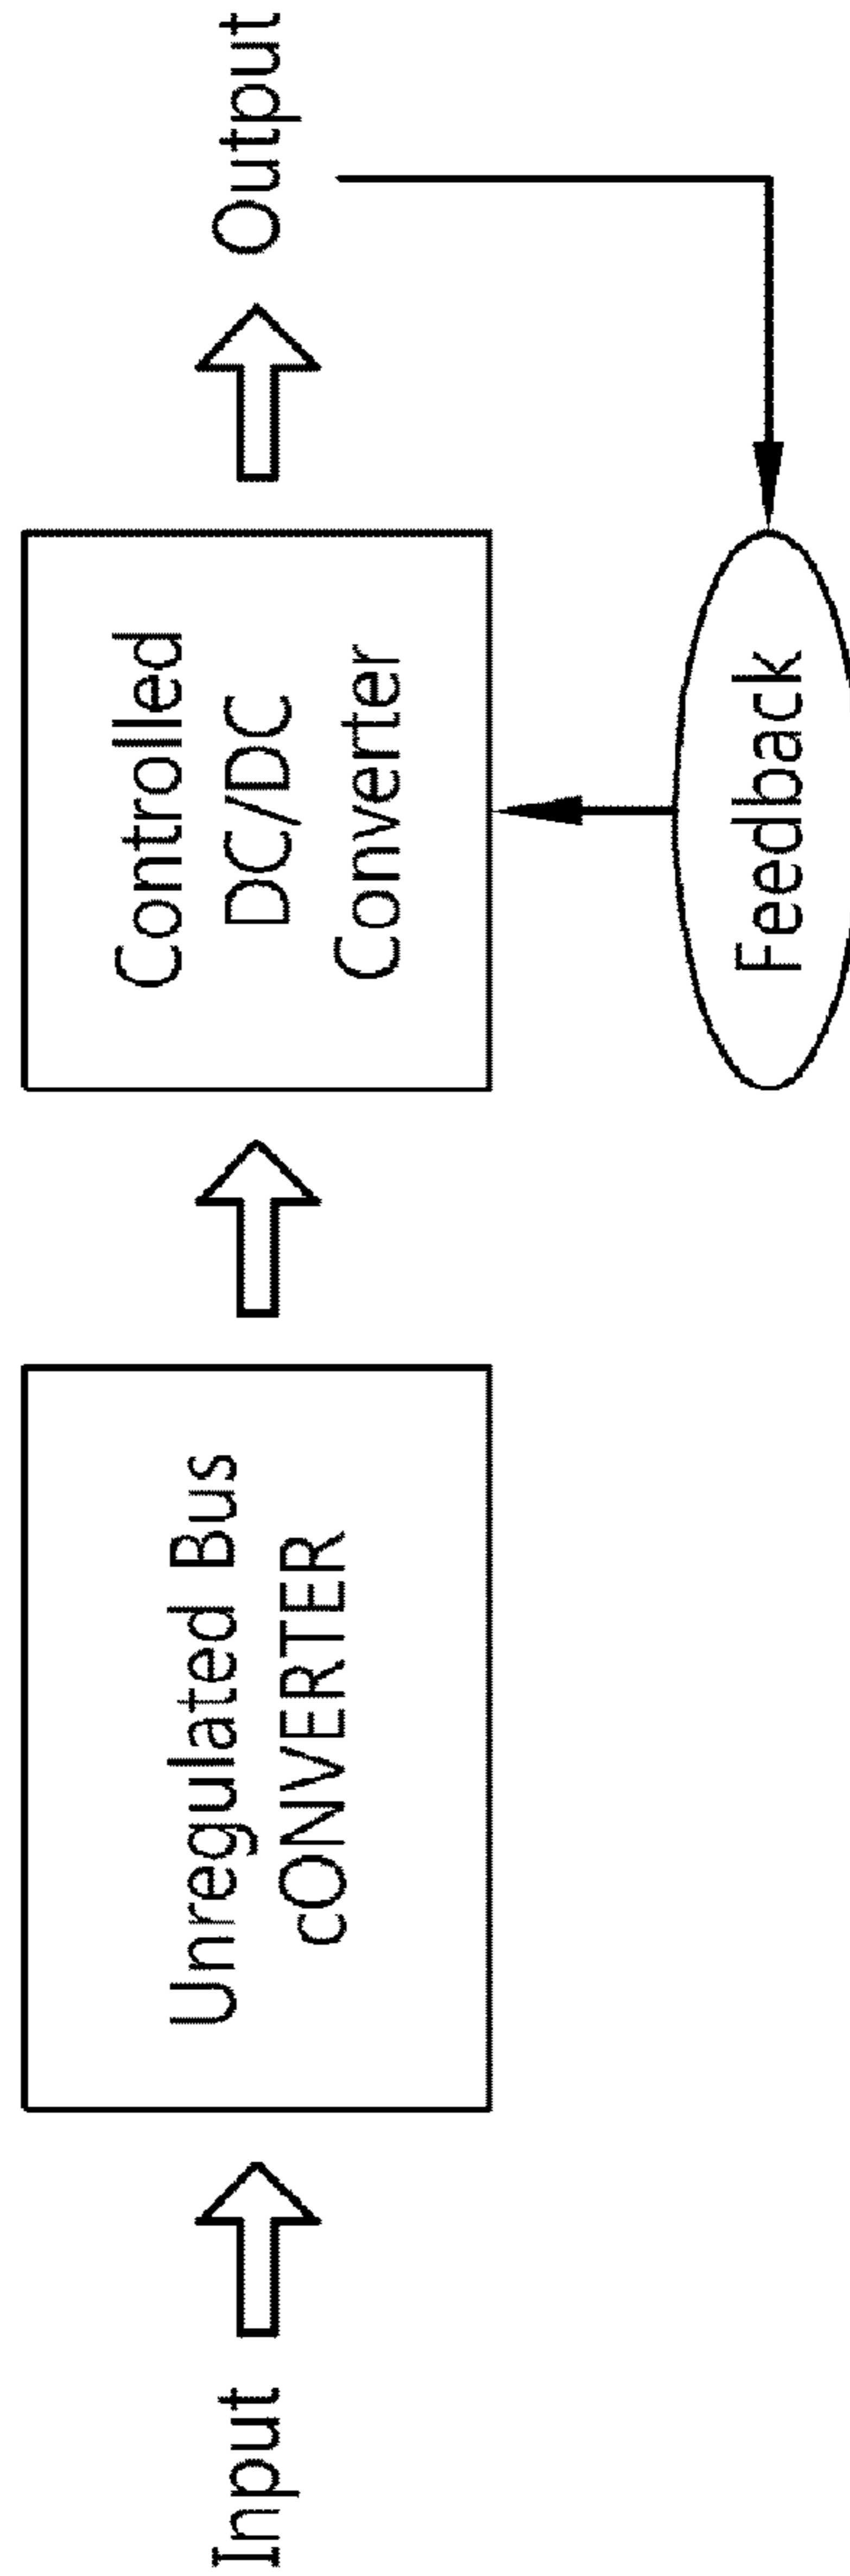 Input
Unregulated Bus
cONVERTER
Controlled
DC/DC
Converter
Output
Feedback